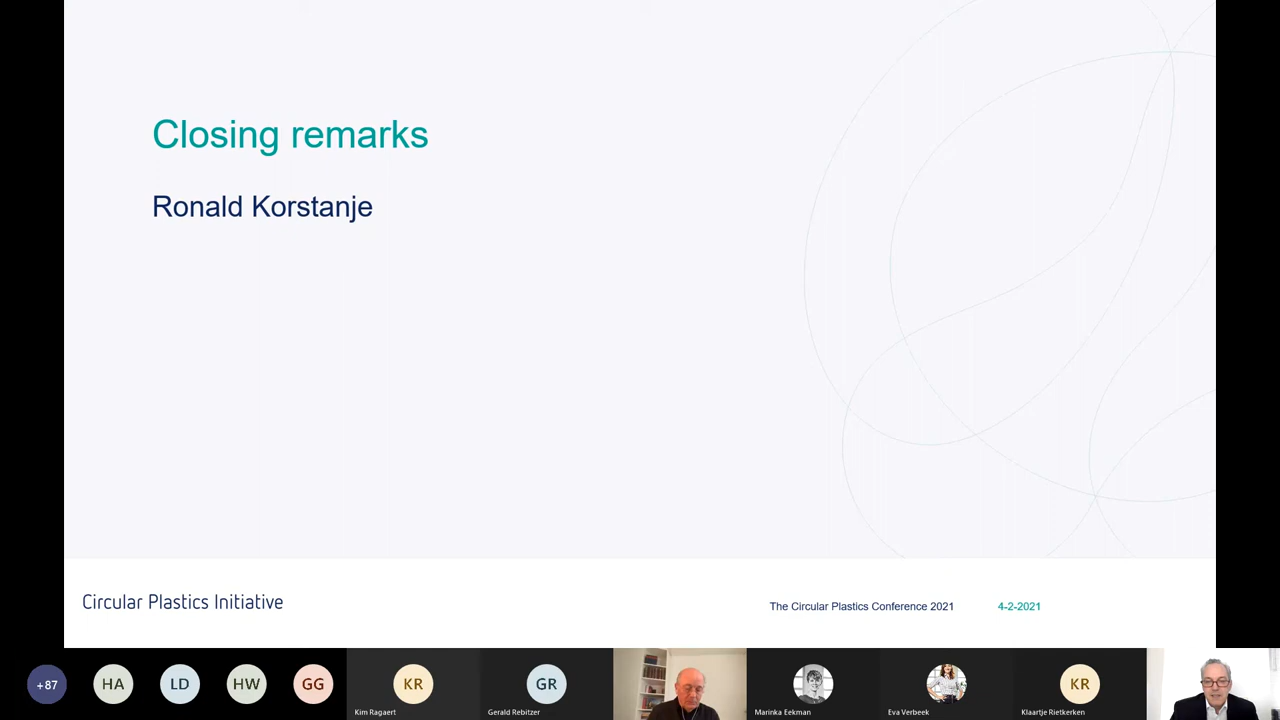 Closing remarks
Ronald Korstanje
Circular Plastics Initiative
The Circular Plastics Conference 2021
4-2-2021
+87
HA
LD
HW
GG
KR
Kim Ragaert
GR
Gerald Rebitzer
Marinka Eekman
Eva Verbeek
KR
Klaartje Rietkerken